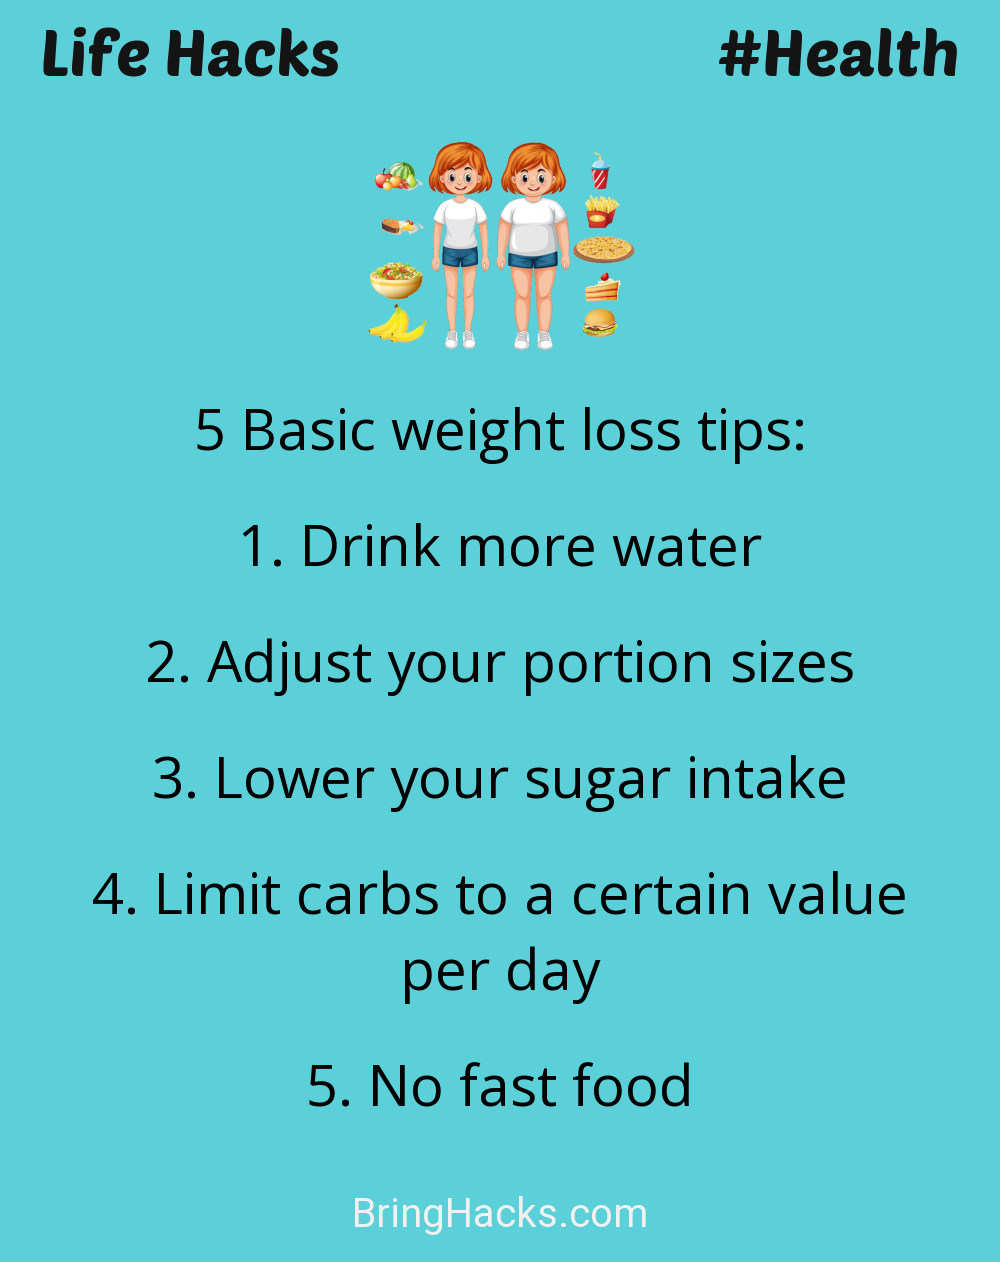 Life Hacks #Health
5 Basic weight loss tips:
1. Drink more water
2. Adjust your portion sizes
3. Lower your sugar intake
4. Limit carbs to a certain value
per day
5. No fast food
BringHacks.com